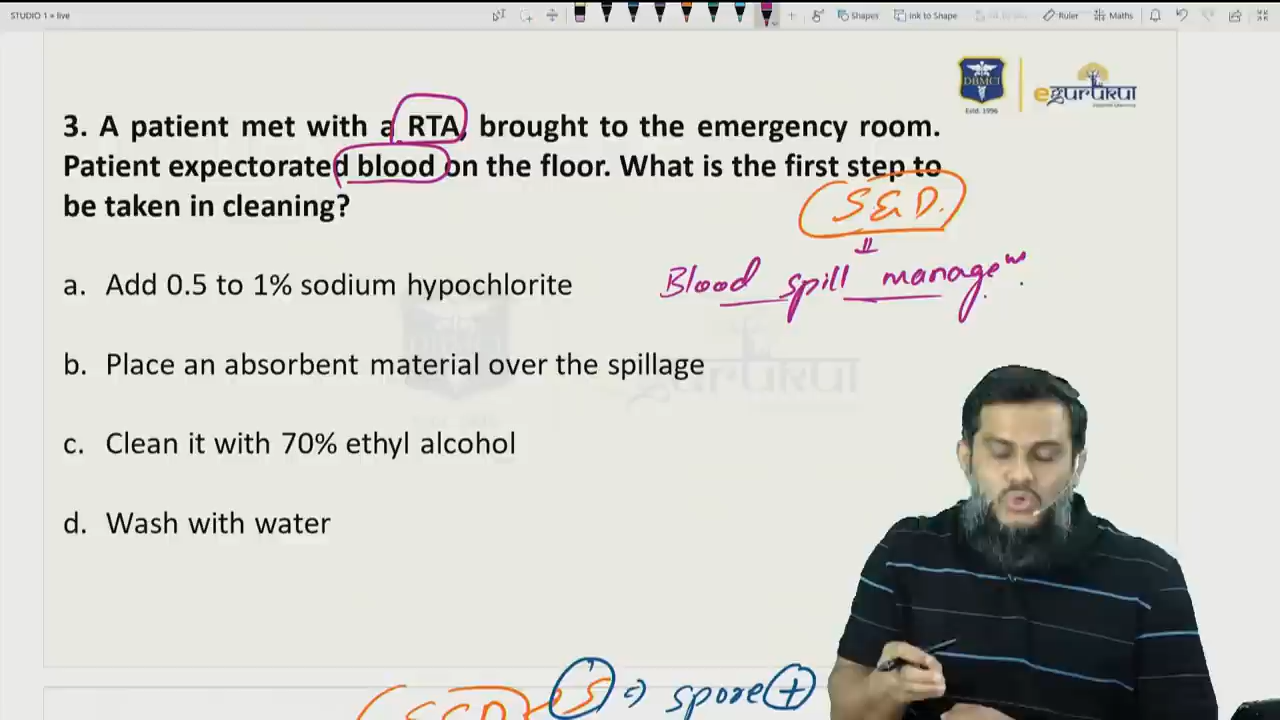 STUDIO 1 • live
Shapes
Ink to Shape
Ruler
Maths
DBMCI
Estd. 1996
eGurukul
3. A patient met with a RTA, brought to the emergency room.
Patient expectorated blood on the floor. What is the first step to
be taken in cleaning?
S&D.
a. Add 0.5 to 1% sodium hypochlorite
Blood spill manage
b. Place an absorbent material over the spillage
c. Clean it with 70% ethyl alcohol
d. Wash with water
S => spore +
S&D